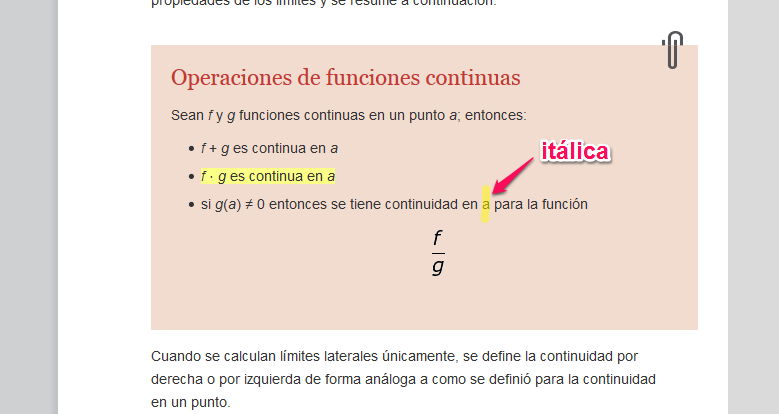 propiedades de los límites y se resume a continuación.
Operaciones de funciones continuas
Sean f y g funciones continuas en un punto a; entonces:
• f + g es continua en a
itálica
• f · g es continua en a
• si g(a) ≠ 0 entonces se tiene continuidad en a para la función
f
g
Cuando se calculan límites laterales únicamente, se define la continuidad por
derecha o por izquierda de forma análoga a como se definió para la continuidad
en un punto.